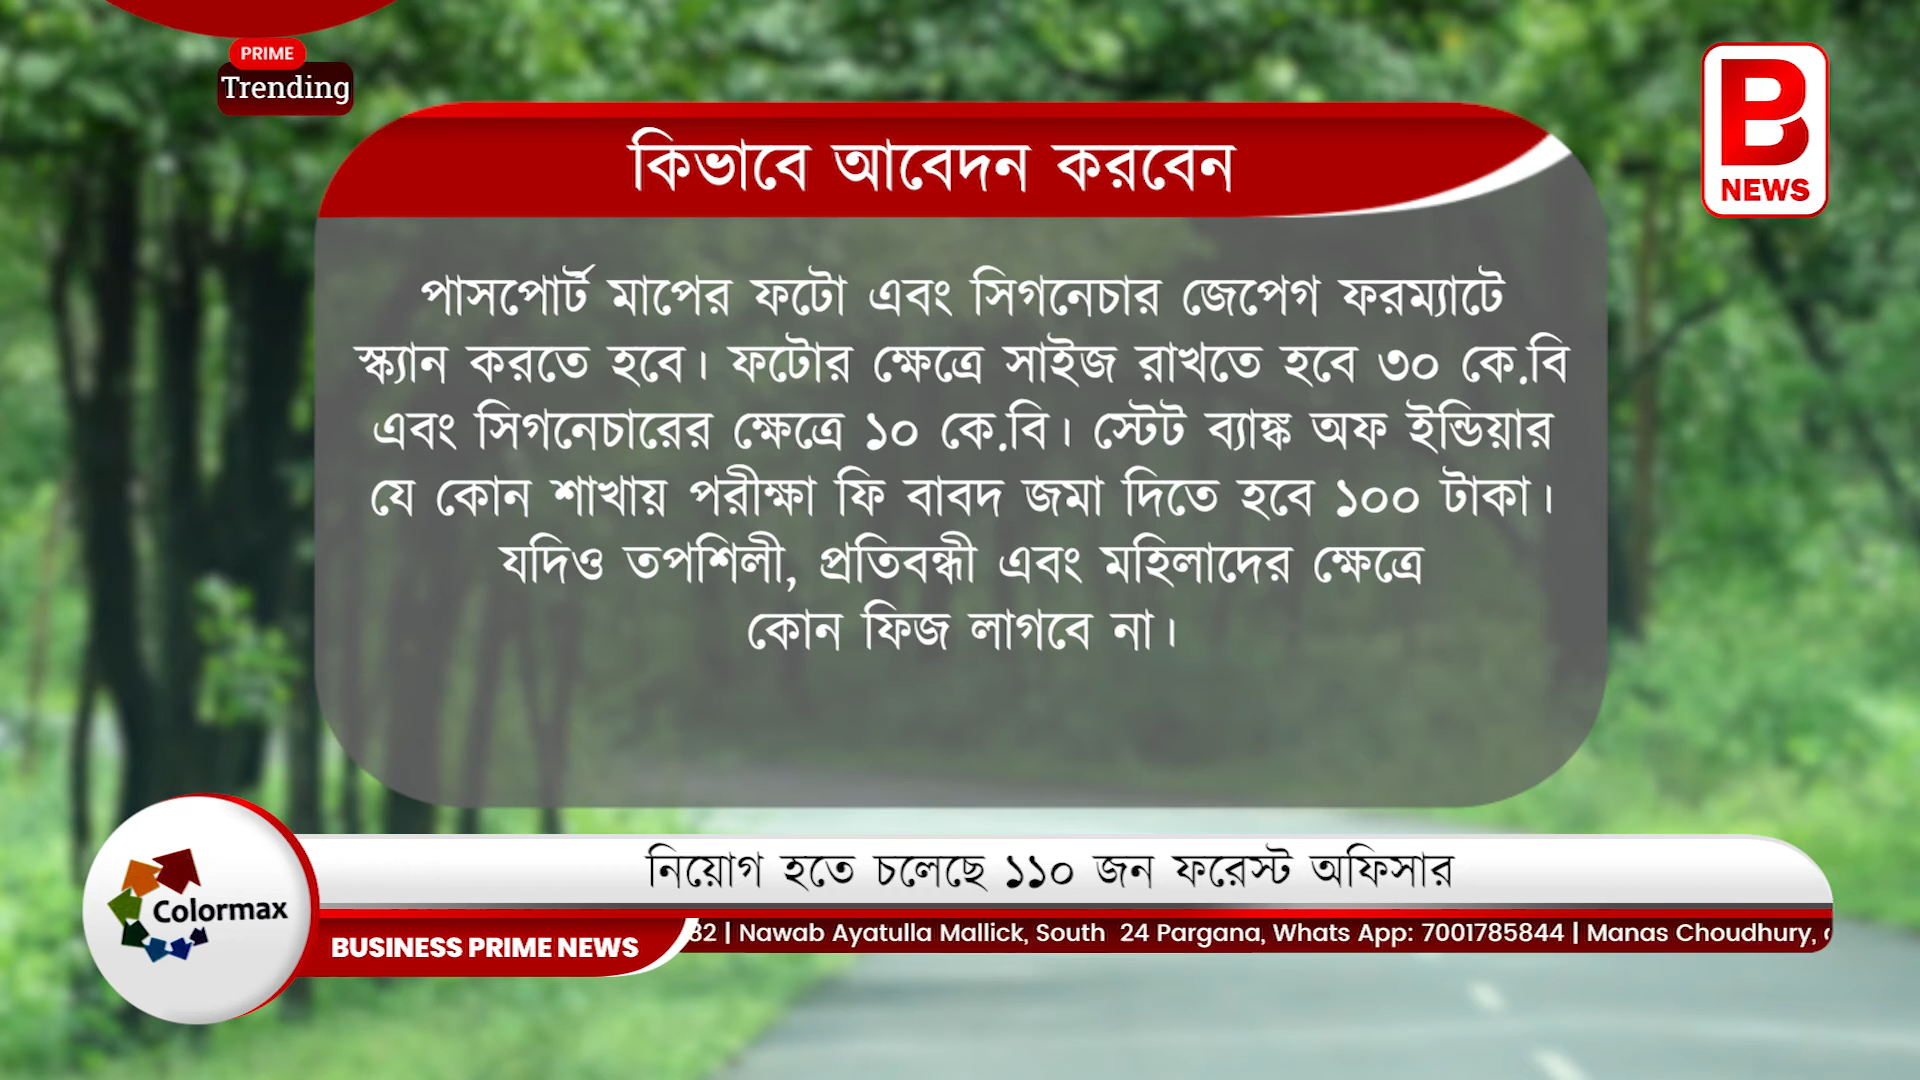 PRIME
Trending
B
NEWS
কিভাবে আবেদন করবেন
পাসপোর্ট মাপের ফটো এবং সিগনেচার জেপেগ ফরম্যাটে
স্ক্যান করতে হবে। ফটোর ক্ষেত্রে সাইজ রাখতে হবে ৩০ কে.বি
এবং সিগনেচারের ক্ষেত্রে ১০ কে.বি। স্টেট ব্যাঙ্ক অফ ইন্ডিয়ার
যে কোন শাখায় পরীক্ষা ফি বাবদ জমা দিতে হবে ১০০ টাকা।
যদিও তপশিলী, প্রতিবন্ধী এবং মহিলাদের ক্ষেত্রে
কোন ফিজ লাগবে না।
নিয়োগ হতে চলেছে ১১০ জন ফরেস্ট অফিসার
Colormax
BUSINESS PRIME NEWS
32 | Nawab Ayatulla Mallick, South 24 Pargana, Whats App: 7001785844 | Manas Choudhury,